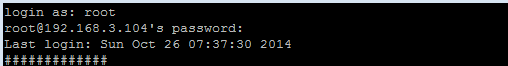 login as: root
root@192.168.3.104's password:
Last login: Sun Oct 26 07:37:30 2014
#############